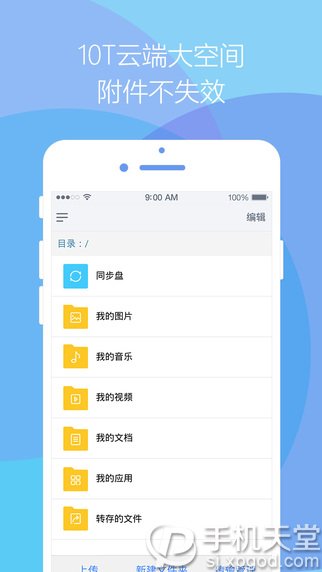 10T云端大空间
附件不失效
9:00 AM 100%
编辑
目录：/
同步盘
我的图片
我的音乐
我的视频
我的文档
我的应用
转存的文件
上传 新建文件夹
手机天堂
sj.xpgod.com